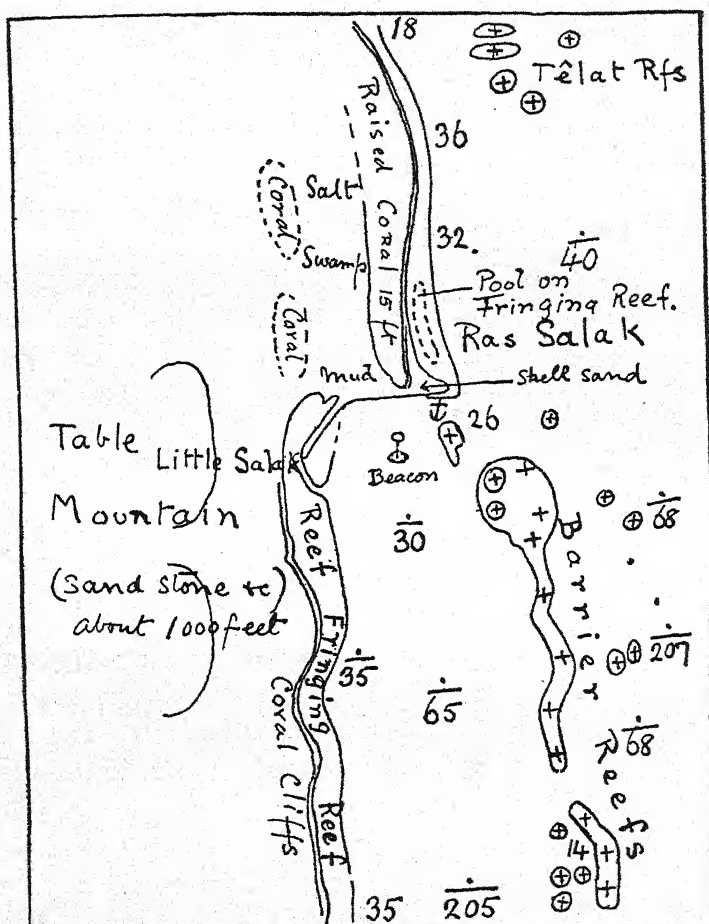 18
Têlat Rfs
36
Raised Coral 15 ft
Coral
Salt
Swamp
32.
40
Pool on
Fringing Reef.
Ras Salak
Coral
mud
Shell sand
26
Table
Little Salak
Beacon
Mountain
30
68
(Sand stone &c)
about 1000 feet
Reef Fringing Reef
Coral Cliffs
Barrier Reefs
35
65
207
68
14
35
205